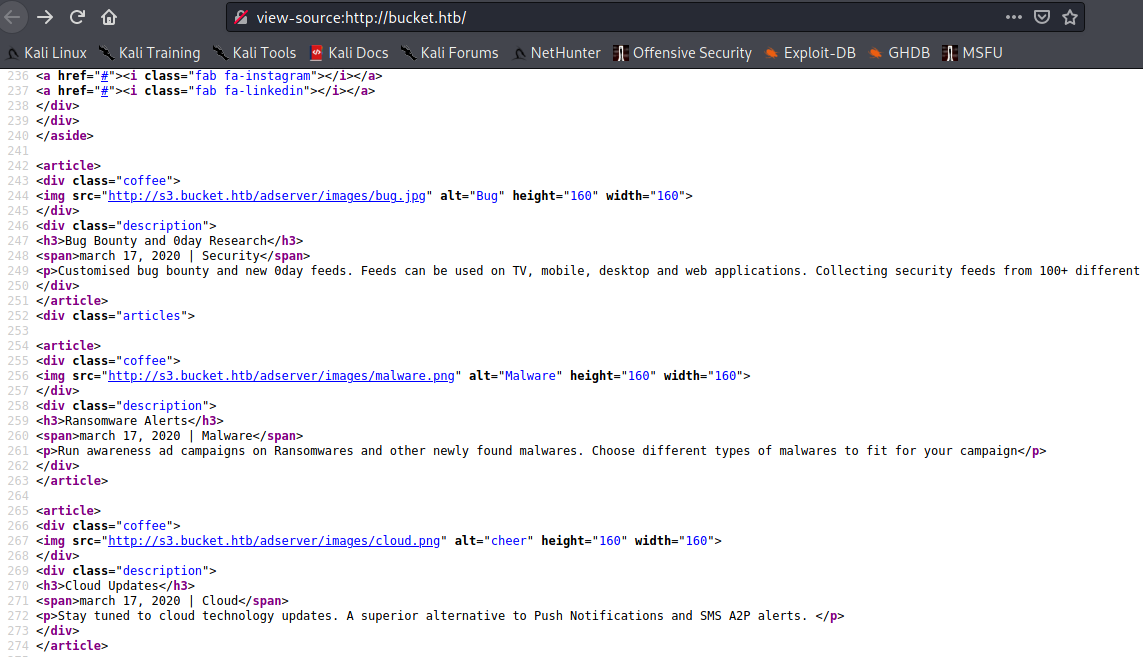 view-source:http://bucket.htb/
Kali Linux Kali Training Kali Tools Kali Docs Kali Forums NetHunter Offensive Security Exploit-DB GHDB MSFU
236 <a href="#"><i class="fab fa-instagram"></i></a>
237 <a href="#"><i class="fab fa-linkedin"></i></a>
238 </div>
239 </div>
240 </aside>
241
242 <article>
243 <div class="coffee">
244 <img src="http://s3.bucket.htb/adserver/images/bug.jpg" alt="Bug" height="160" width="160">
245 </div>
246 <div class="description">
247 <h3>Bug Bounty and 0day Research</h3>
248 <span>march 17, 2020 | Security</span>
249 <p>Customised bug bounty and new 0day feeds. Feeds can be used on TV, mobile, desktop and web applications. Collecting security feeds from 100+ different
250 </div>
251 </article>
252 <div class="articles">
253
254 <article>
255 <div class="coffee">
256 <img src="http://s3.bucket.htb/adserver/images/malware.png" alt="Malware" height="160" width="160">
257 </div>
258 <div class="description">
259 <h3>Ransomware Alerts</h3>
260 <span>march 17, 2020 | Malware</span>
261 <p>Run awareness ad campaigns on Ransomwares and other newly found malwares. Choose different types of malwares to fit for your campaign</p>
262 </div>
263 </article>
264
265 <article>
266 <div class="coffee">
267 <img src="http://s3.bucket.htb/adserver/images/cloud.png" alt="cheer" height="160" width="160">
268 </div>
269 <div class="description">
270 <h3>Cloud Updates</h3>
271 <span>march 17, 2020 | Cloud</span>
272 <p>Stay tuned to cloud technology updates. A superior alternative to Push Notifications and SMS A2P alerts. </p>
273 </div>
274 </article>